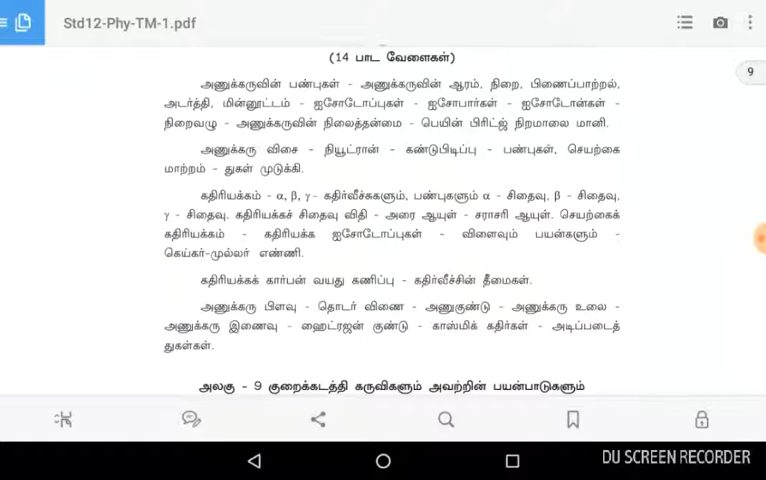 Std12-Phy-TM-1.pdf
(14 பாட வேளைகள்)
9
அணுக்கருவின் பண்புகள் - அணுக்கருவின் ஆரம், நிறை, பிணைப்பாற்றல்,
அடர்த்தி, மின்னூட்டம் - ஐசோடோப்புகள் - ஐசோபார்கள் - ஐசோடோன்கள் -
நிறைவழு - அணுக்கருவின் நிலைத்தன்மை - பெயின் பிரிட்ஜ் நிறமாலை மானி.
அணுக்கரு விசை - நியூட்ரான் - கண்டுபிடிப்பு - பண்புகள், செயற்கை
மாற்றம் - துகள் முடுக்கி.
கதிரியக்கம் - α, β, γ- கதிர்வீச்சுகளும், பண்புகளும் α - சிதைவு, β - சிதைவு,
γ - சிதைவு. கதிரியக்கச் சிதைவு விதி - அரை ஆயுள் - சராசரி ஆயுள். செயற்கைக்
கதிரியக்கம் - கதிரியக்க ஐசோடோப்புகள் - விளைவும் பயன்களும் -
கெய்கர்-முல்லர் எண்ணி.
கதிரியக்கக் கார்பன் வயது கணிப்பு - கதிர்வீச்சின் தீமைகள்.
அணுக்கரு பிளவு - தொடர் வினை - அணுகுண்டு - அணுக்கரு உலை -
அணுக்கரு இணைவு - ஹைட்ரஜன் குண்டு - காஸ்மிக் கதிர்கள் - அடிப்படைத்
துகள்கள்.
அலகு - 9 குறைக்கடத்தி கருவிகளும் அவற்றின் பயன்பாடுகளும்
DU SCREEN RECORDER